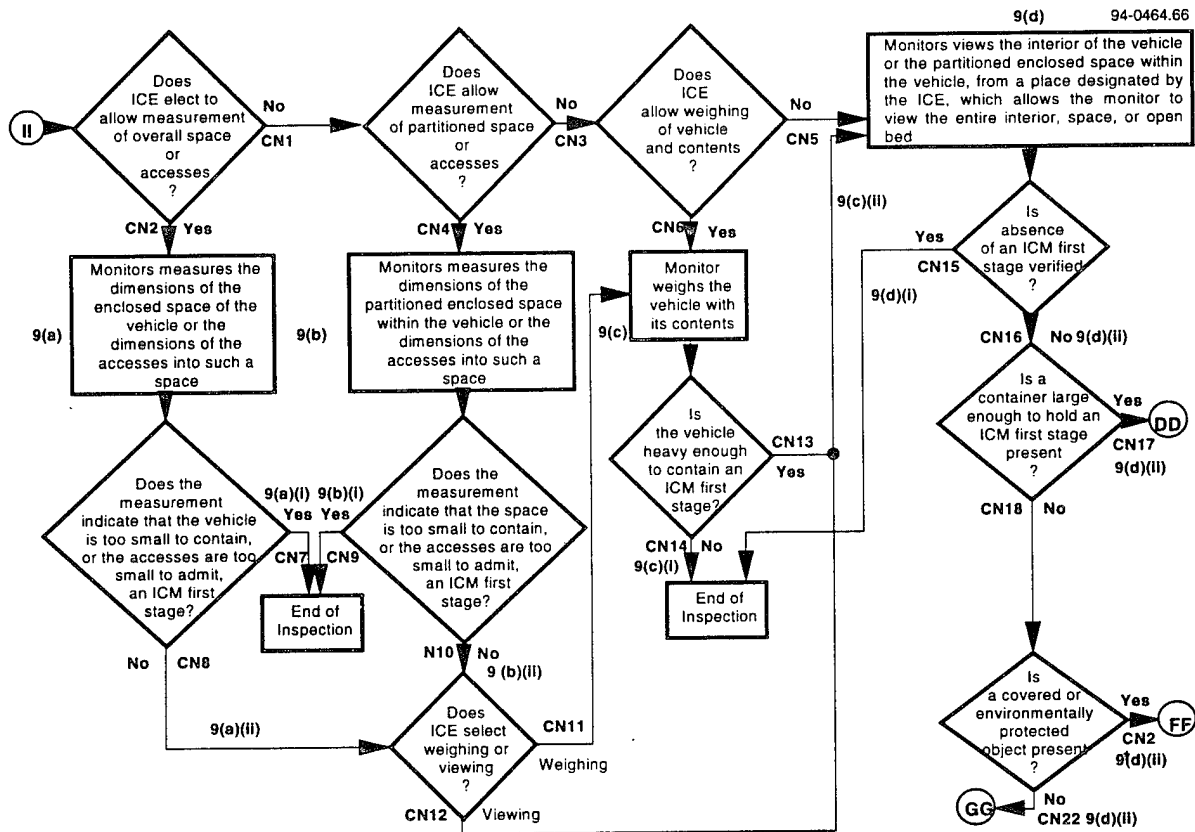 9(d)
94-0464.66
II
Does
ICE elect to
allow measurement
of overall space
or
accesses
?
No
CN1
Does
ICE allow
measurement
of partitioned space
or
accesses
?
No
CN3
Does
ICE
allow weighing
of vehicle
and contents
?
No
CN5
Monitors views the interior of the vehicle
or the partitioned enclosed space within
the vehicle, from a place designated by
the ICE, which allows the monitor to
view the entire interior, space, or open
bed
CN2
Yes
CN4
Yes
CN6
Yes
9(c)(ii)
9(a)
Monitors measures the
dimensions of the
enclosed space of the
vehicle or the
dimensions of the
accesses into such a
space
9(b)
Monitors measures the
dimensions of the
partitioned enclosed space
within the vehicle or the
dimensions of the
accesses into such a
space
9(c)
Monitor
weighs the
vehicle with
its contents
Is
absence
of an ICM first
stage verified
?
Yes
CN15
9(d)(i)
CN16
No 9(d)(ii)
Does the
measurement
indicate that the vehicle
is too small to contain,
or the accesses are too
small to admit,
an ICM first
stage?
9(a)(i)
Yes
CN7
9(b)(i)
Yes
CN9
Does the
measurement
indicate that the space
is too small to contain,
or the accesses are too
small to admit,
an ICM first
stage?
Is
the vehicle
heavy enough
to contain an
ICM first
stage?
CN13
Yes
Is a
container large
enough to hold an
ICM first stage
present
?
Yes
DD
CN17
9(d)(ii)
CN14
No
9(c)(i)
CN18
No
End of
Inspection
End of
Inspection
No
CN8
N10
No
9 (b)(ii)
9(a)(ii)
Does
ICE select
weighing or
viewing
?
CN11
Weighing
CN12
Viewing
Is
a covered or
environmentally
protected
object present
?
Yes
FF
CN2
9(d)(ii)
GG
No
CN22 9(d)(ii)